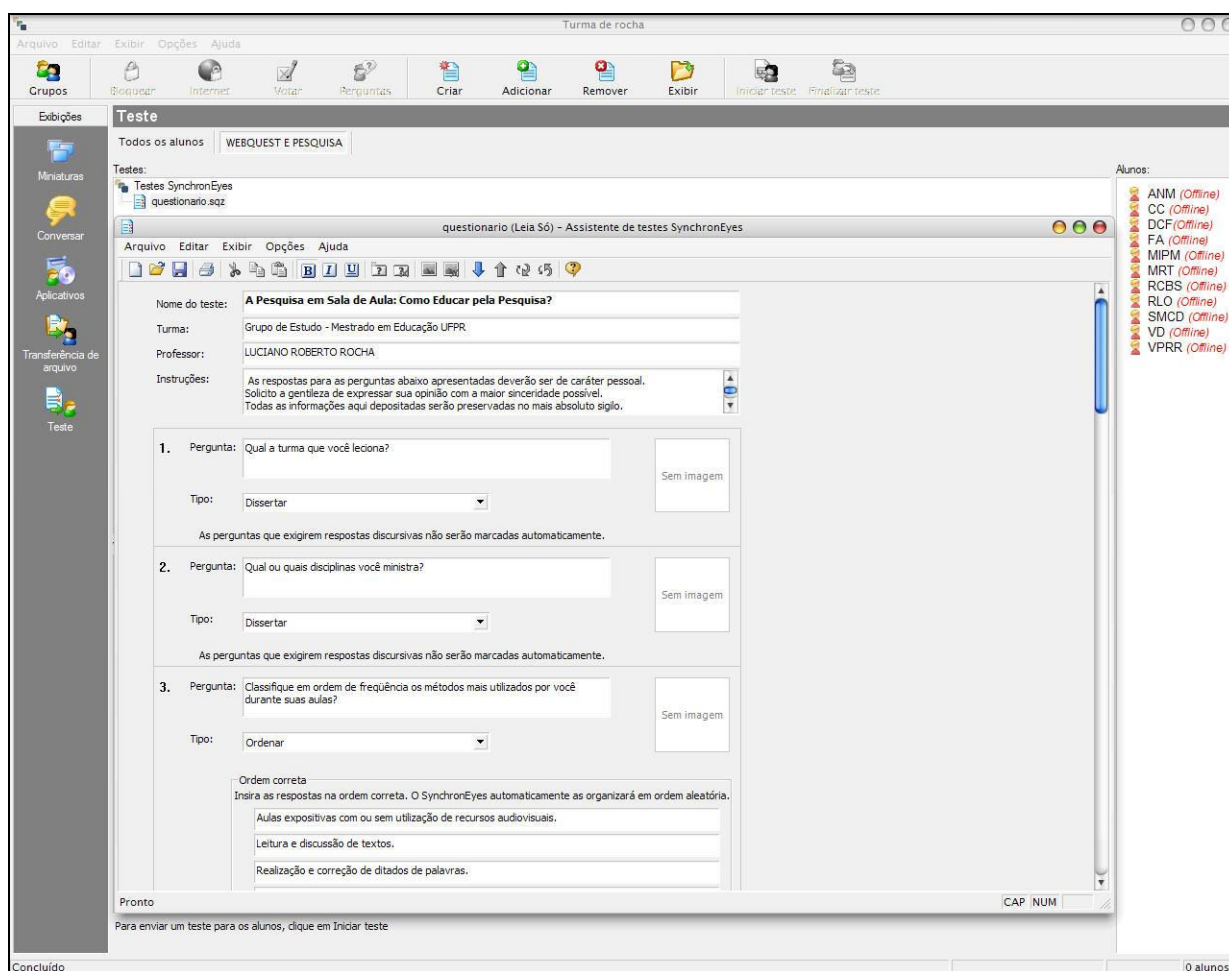 Turma de rocha
Arquivo Editar Exibir Opções Ajuda
Grupos Bloquear Internet Votar Perguntas Criar Adicionar Remover Exibir Iniciar teste Finalizar teste
Exibições
Miniaturas
Conversar
Aplicativos
Transferência de
arquivo
Teste
Teste
Todos os alunos WEBQUEST E PESQUISA
Testes:
Testes SynchronEyes
questionario.sqz
questionario (Leia Só) - Assistente de testes SynchronEyes
Arquivo Editar Exibir Opções Ajuda
B I U
Nome do teste: A Pesquisa em Sala de Aula: Como Educar pela Pesquisa?
Turma: Grupo de Estudo - Mestrado em Educação UFPR
Professor: LUCIANO ROBERTO ROCHA
Instruções: As respostas para as perguntas abaixo apresentadas deverão ser de caráter pessoal.
Solicito a gentileza de expressar sua opinião com a maior sinceridade possível.
Todas as informações aqui depositadas serão preservadas no mais absoluto sigilo.
1. Pergunta: Qual a turma que você leciona?
Sem imagem
Tipo: Dissertar
As perguntas que exigirem respostas discursivas não serão marcadas automaticamente.
2. Pergunta: Qual ou quais disciplinas você ministra?
Sem imagem
Tipo: Dissertar
As perguntas que exigirem respostas discursivas não serão marcadas automaticamente.
3. Pergunta: Classifique em ordem de freqüência os métodos mais utilizados por você
durante suas aulas?
Sem imagem
Tipo: Ordenar
Ordem correta
Insira as respostas na ordem correta. O SynchronEyes automaticamente as organizará em ordem aleatória.
Aulas expositivas com ou sem utilização de recursos audiovisuais.
Leitura e discussão de textos.
Realização e correção de ditados de palavras.
Pronto CAP NUM
Para enviar um teste para os alunos, clique em Iniciar teste
Alunos:
ANM (Offline)
CC (Offline)
DCF(Offline)
FA (Offline)
MIPM (Offline)
MRT (Offline)
RCBS (Offline)
RLO (Offline)
SMCD (Offline)
VD (Offline)
VPRR (Offline)
Concluído 0 alunos